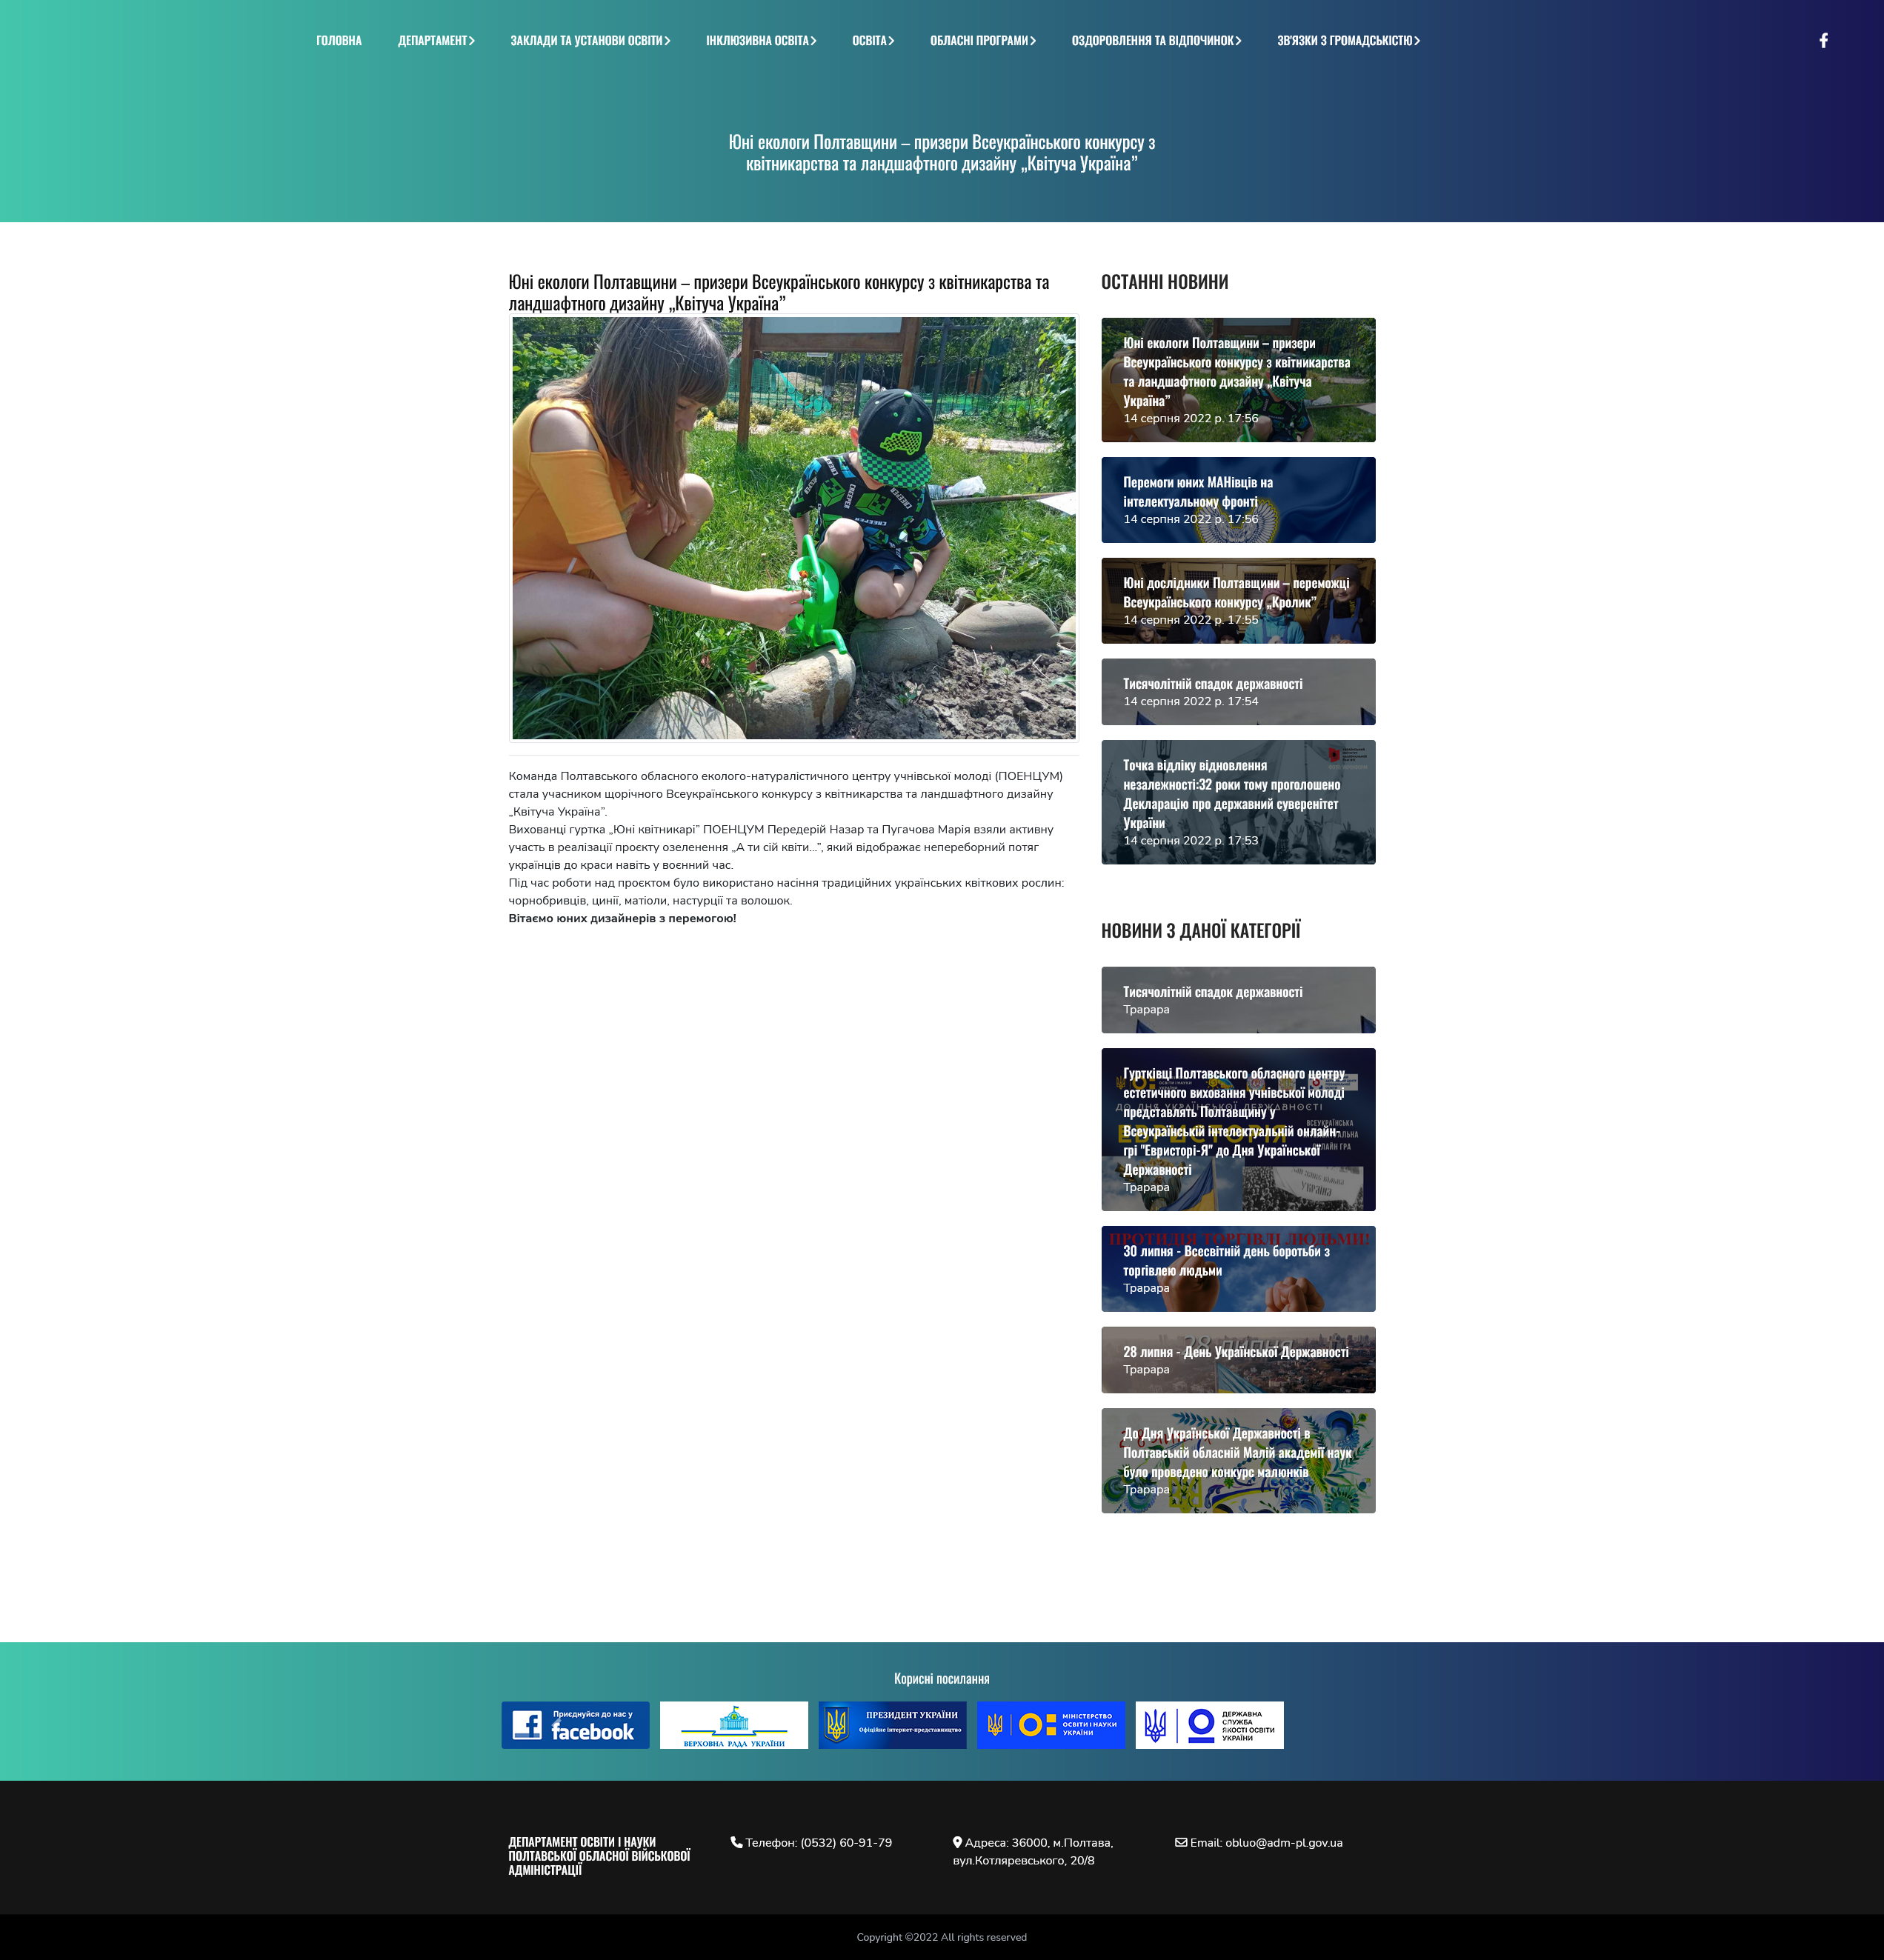 ГОЛОВНА ДЕПАРТАМЕНТ ЗАКЛАДИ ТА УСТАНОВИ ОСВІТИ ІНКЛЮЗИВНА ОСВІТА ОСВІТА ОБЛАСНІ ПРОГРАМИ ОЗДОРОВЛЕННЯ ТА ВІДПОЧИНОК ЗВ'ЯЗКИ З ГРОМАДСЬКІСТЮ
Юні екологи Полтавщини – призери Всеукраїнського конкурсу з
квітникарства та ландшафтного дизайну „Квітуча Україна”
Юні екологи Полтавщини – призери Всеукраїнського конкурсу з квітникарства та
ландшафтного дизайну „Квітуча Україна”
Команда Полтавського обласного еколого-натуралістичного центру учнівської молоді (ПОЕНЦУМ)
стала учасником щорічного Всеукраїнського конкурсу з квітникарства та ландшафтного дизайну
„Квітуча Україна”.
Вихованці гуртка „Юні квітникарі” ПОЕНЦУМ Передерій Назар та Пугачова Марія взяли активну
участь в реалізації проєкту озеленення „А ти сій квіти…”, який відображає непереборний потяг
українців до краси навіть у воєнний час.
Під час роботи над проєктом було використано насіння традиційних українських квіткових рослин:
чорнобривців, цинії, матіоли, настурції та волошок.
Вітаємо юних дизайнерів з перемогою!
ОСТАННІ НОВИНИ
Юні екологи Полтавщини – призери
Всеукраїнського конкурсу з квітникарства
та ландшафтного дизайну „Квітуча
Україна”
14 серпня 2022 р. 17:56
Перемоги юних МАНівців на
інтелектуальному фронті
14 серпня 2022 р. 17:56
Юні дослідники Полтавщини – переможці
Всеукраїнського конкурсу „Кролик”
14 серпня 2022 р. 17:55
Тисячолітній спадок державності
14 серпня 2022 р. 17:54
Точка відліку відновлення
незалежності:32 роки тому проголошено
Декларацію про державний суверенітет
України
14 серпня 2022 р. 17:53
НОВИНИ З ДАНОЇ КАТЕГОРІЇ
Тисячолітній спадок державності
Трарара
Гуртківці Полтавського обласного центру
естетичного виховання учнівської молоді
представлять Полтавщину у
Всеукраїнській інтелектуальній онлайн-
грі "Евристорі-Я" до Дня Української
Державності
Трарара
ПРОТИДІЯ ТОРГІВЛІ ЛЮДЬМИ!
30 липня - Всесвітній день боротьби з
торгівлею людьми
Трарара
28 липня
28 липня - День Української Державності
Трарара
До Дня Української Державності в
Полтавській обласній Малій академії наук
було проведено конкурс малюнків
Трарара
Корисні посилання
Приєднуйся до нас у
facebook
ВЕРХОВНА РАДА УКРАЇНИ
ПРЕЗИДЕНТ УКРАЇНИ
Офіційне інтернет-представництво
МІНІСТЕРСТВО
ОСВІТИ І НАУКИ
УКРАЇНИ
ДЕРЖАВНА
СЛУЖБА
ЯКОСТІ ОСВІТИ
УКРАЇНИ
ДЕПАРТАМЕНТ ОСВІТИ І НАУКИ
ПОЛТАВСЬКОЇ ОБЛАСНОЇ ВІЙСЬКОВОЇ
АДМІНІСТРАЦІЇ
Телефон: (0532) 60-91-79
Адреса: 36000, м.Полтава,
вул.Котляревського, 20/8
Email: obluo@adm-pl.gov.ua
Copyright ©2022 All rights reserved